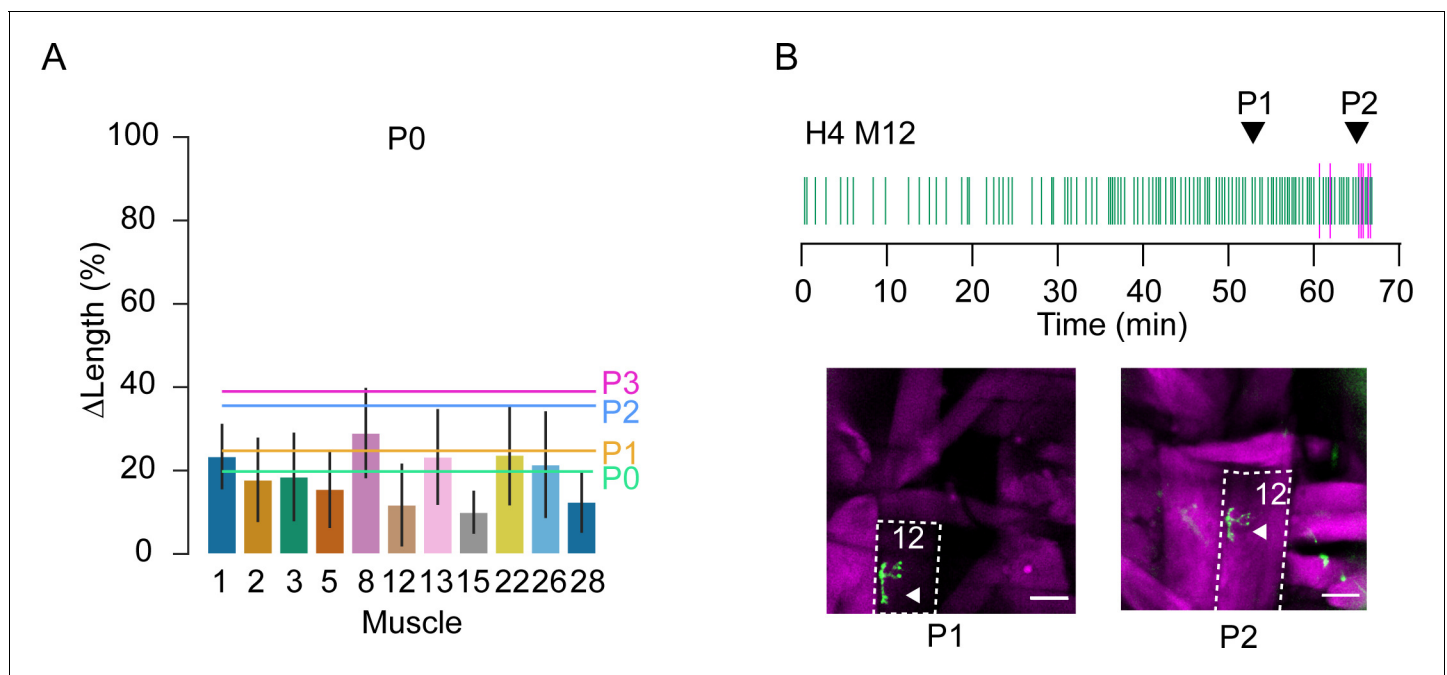 A
P0
100
80
60
40
20
0
ΔLength (%)
P3
P2
P1
P0
1 2 3 5 8 12 13 15 22 26 28
Muscle
B
P1 P2
H4 M12
0 10 20 30 40 50 60 70
Time (min)
12
12
P1
P2